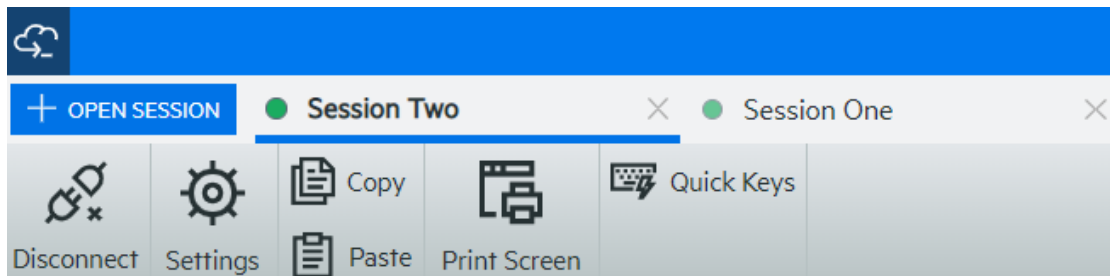 OPEN SESSION
Session Two
Session One
Copy
Quick Keys
Disconnect
Settings
Paste
Print Screen